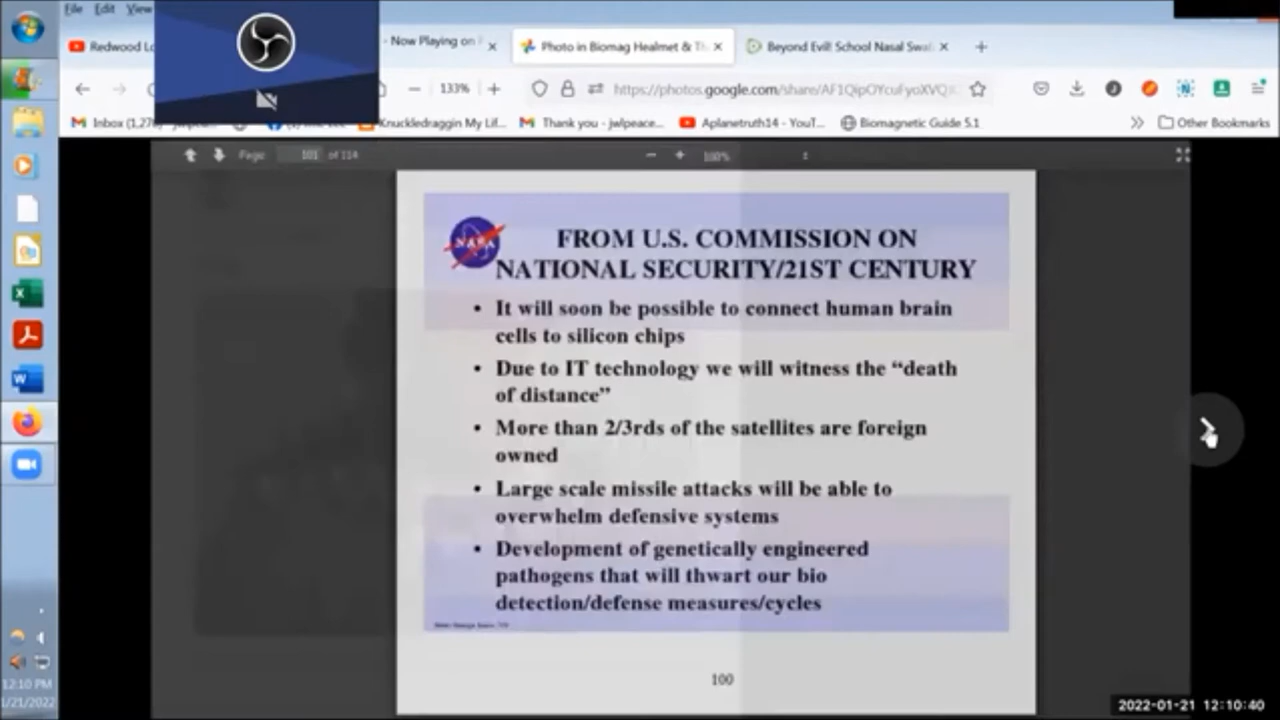 File Edit View
Redwood Lo
- Now Playing on
Photo in Biomag Healmet & Th
Beyond Evil! School Nasal Swab
133%
https://photos.google.com/share/AF1QipOYcuFyoXVQ
Inbox (1,27
jwlpeac
Knuckledraggin My Lif...
Thank you - jwlpeace...
Aplanetruth14 - YouT...
Biomagnetic Guide 5.1
Other Bookmarks
Page: 101 of 114
100%
NASA
FROM U.S. COMMISSION ON
NATIONAL SECURITY/21ST CENTURY
• It will soon be possible to connect human brain
cells to silicon chips
• Due to IT technology we will witness the “death
of distance”
• More than 2/3rds of the satellites are foreign
owned
• Large scale missile attacks will be able to
overwhelm defensive systems
• Development of genetically engineered
pathogens that will thwart our bio
detection/defense measures/cycles
100
12:10 PM
1/21/2022
2022-01-21 12:10:40